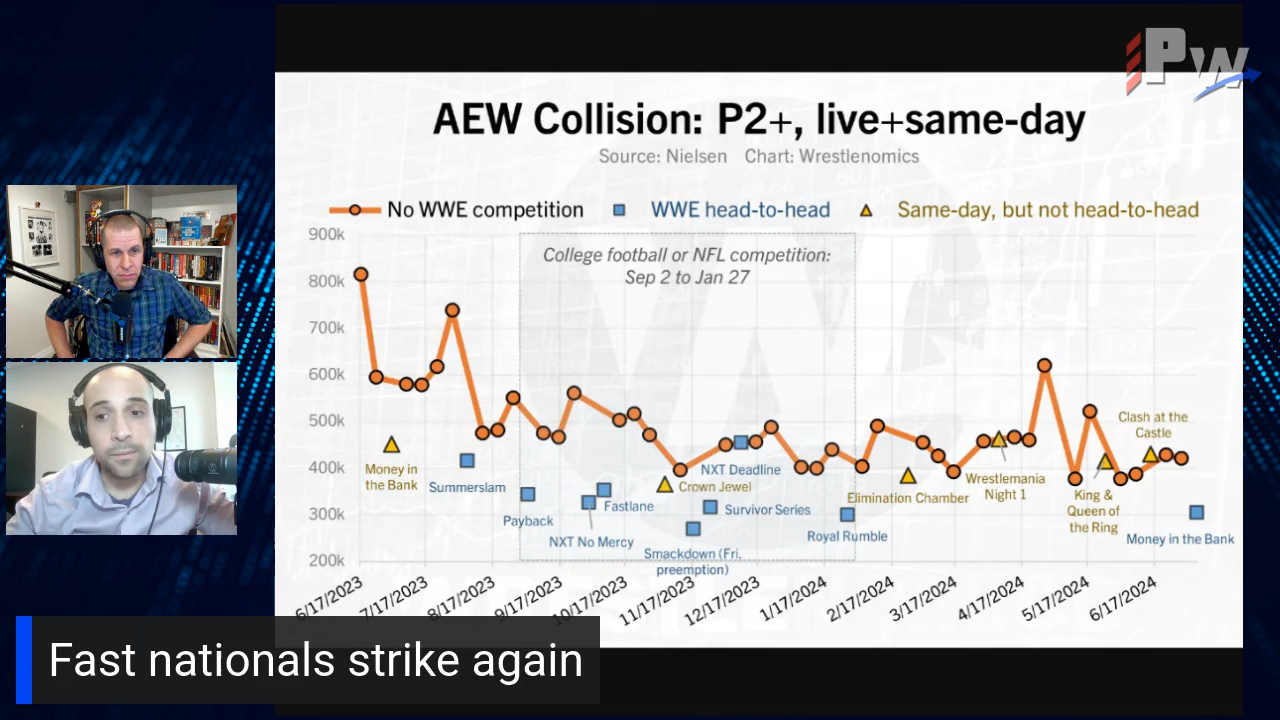 PW
AEW Collision: P2+, live+same-day
Source: Nielsen Chart: Wrestlenomics
No WWE competition
WWE head-to-head
Same-day, but not head-to-head
College football or NFL competition:
Sep 2 to Jan 27
900k
800k
700k
600k
500k
400k
300k
200k
Money in
the Bank
Summerslam
Payback
NXT No Mercy
Fastlane
Smackdown (Fri.
preemption)
Crown Jewel
Survivor Series
NXT Deadline
Royal Rumble
Elimination Chamber
Wrestlemania
Night 1
King &
Queen of
the Ring
Clash at the
Castle
Money in the Bank
6/17/2023
7/17/2023
8/17/2023
9/17/2023
10/17/2023
11/17/2023
12/17/2023
1/17/2024
2/17/2024
3/17/2024
4/17/2024
5/17/2024
6/17/2024
Fast nationals strike again